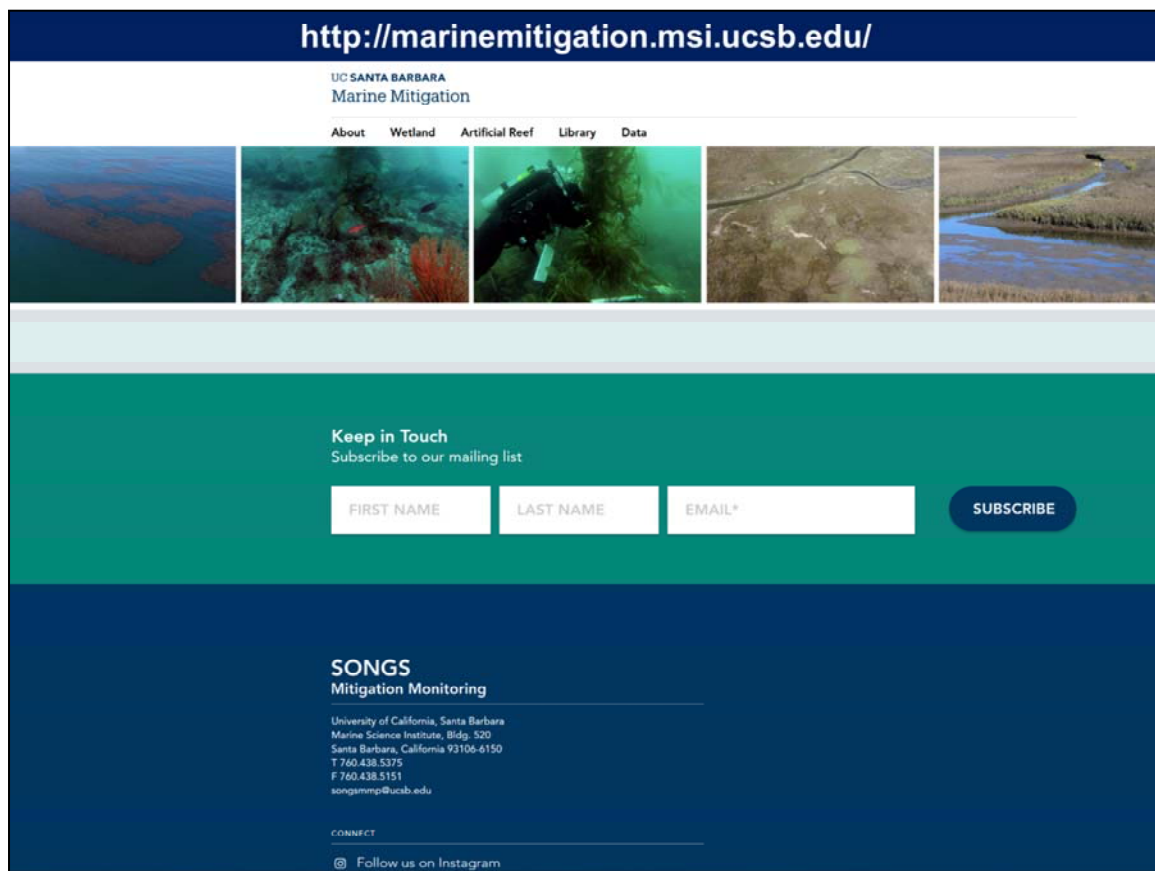 http://marinemitigation.msi.ucsb.edu/
UC SANTA BARBARA
Marine Mitigation
About Wetland Artificial Reef Library Data
Keep in Touch
Subscribe to our mailing list
FIRST NAME LAST NAME EMAIL* SUBSCRIBE
SONGS
Mitigation Monitoring
University of California, Santa Barbara
Marine Science Institute, Bldg. 520
Santa Barbara, California 93106-6150
T 760.438.5375
F 760.438.5151
songsmmp@ucsb.edu
CONNECT
Follow us on Instagram